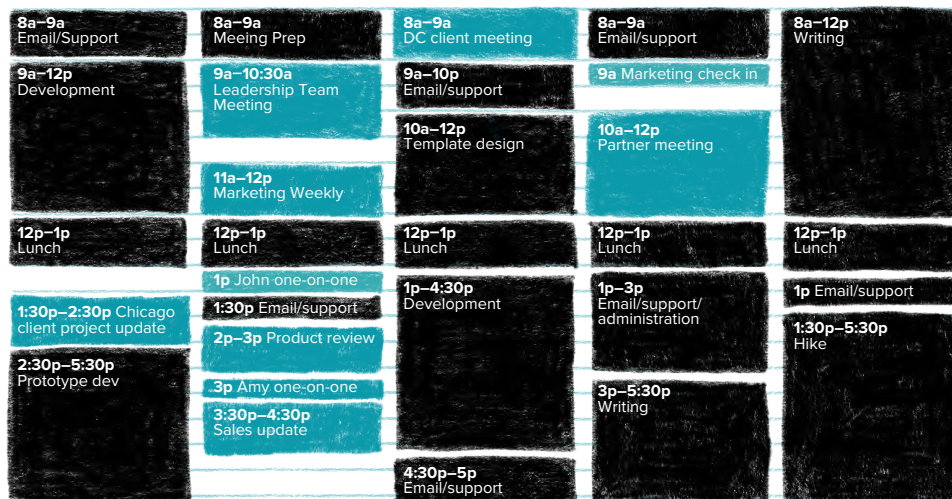 8a–9a
Email/Support
9a–12p
Development
12p–1p
Lunch
1:30p–2:30p Chicago
client project update
2:30p–5:30p
Prototype dev
8a–9a
Meeing Prep
9a–10:30a
Leadership Team
Meeting
11a–12p
Marketing Weekly
12p–1p
Lunch
1p John one-on-one
1:30p Email/support
2p–3p Product review
3p Amy one-on-one
3:30p–4:30p
Sales update
8a–9a
DC client meeting
9a–10p
Email/support
10a–12p
Template design
12p–1p
Lunch
1p–4:30p
Development
4:30p–5p
Email/support
8a–9a
Email/support
9a Marketing check in
10a–12p
Partner meeting
12p–1p
Lunch
1p–3p
Email/support/
administration
3p–5:30p
Writing
8a–12p
Writing
12p–1p
Lunch
1p Email/support
1:30p–5:30p
Hike